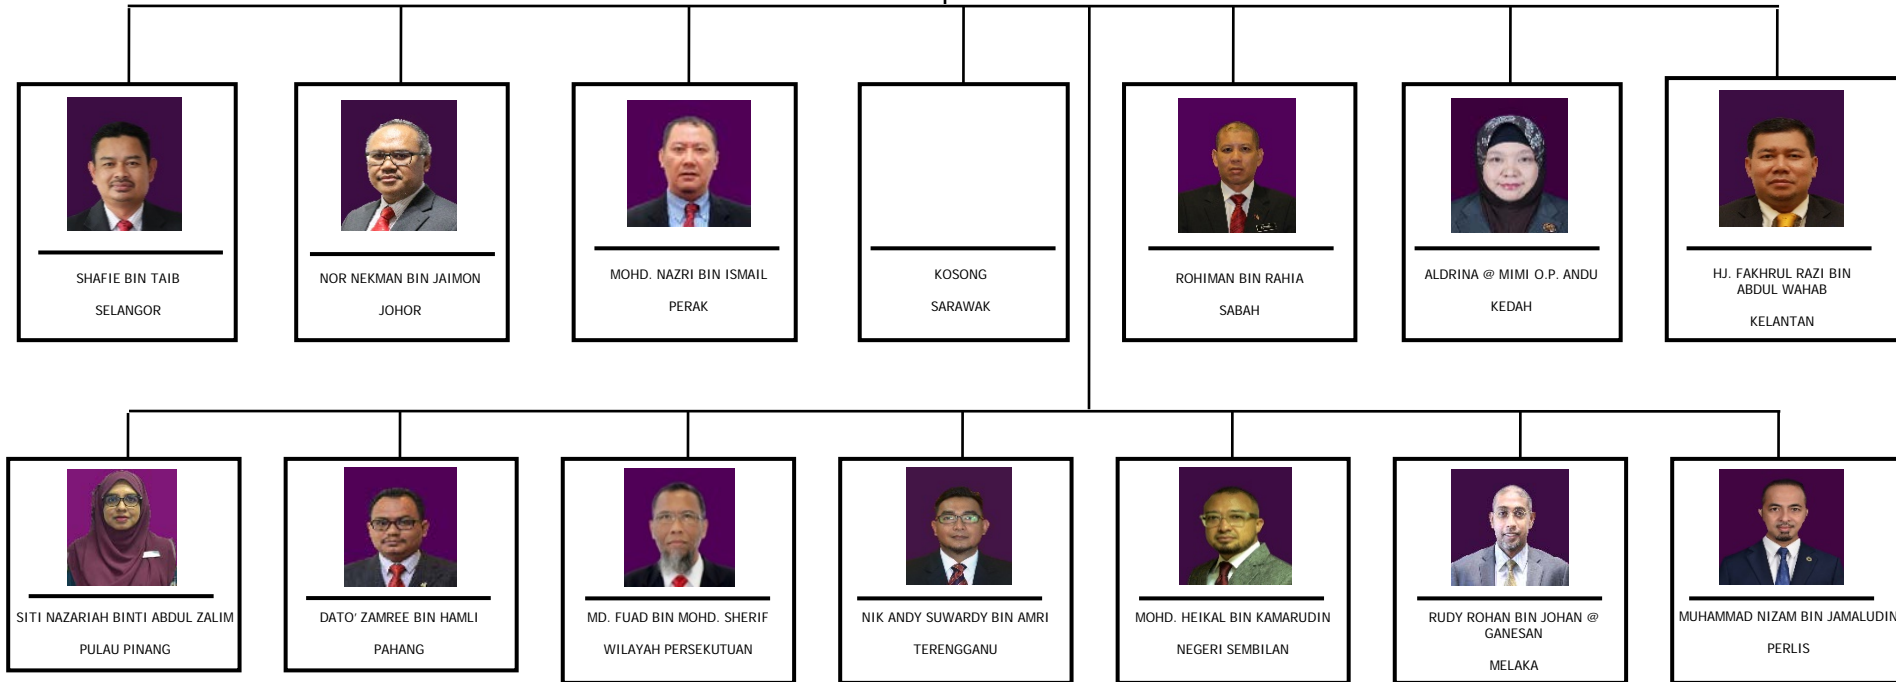 SHAFIE BIN TAIB
SELANGOR
NOR NEKMAN BIN JAIMON
JOHOR
MOHD. NAZRI BIN ISMAIL
PERAK
KOSONG
SARAWAK
ROHIMAN BIN RAHIA
SABAH
ALDRINA @ MIMI O.P. ANDU
KEDAH
HJ. FAKHRUL RAZI BIN
ABDUL WAHAB
KELANTAN
SITI NAZARIAH BINTI ABDUL ZALIM
PULAU PINANG
DATO' ZAMREE BIN HAMLI
PAHANG
MD. FUAD BIN MOHD. SHERIF
WILAYAH PERSEKUTUAN
NIK ANDY SUWARDY BIN AMRI
TERENGGANU
MOHD. HEIKAL BIN KAMARUDIN
NEGERI SEMBILAN
RUDY ROHAN BIN JOHAN @
GANESAN
MELAKA
MUHAMMAD NIZAM BIN JAMALUDIN
PERLIS